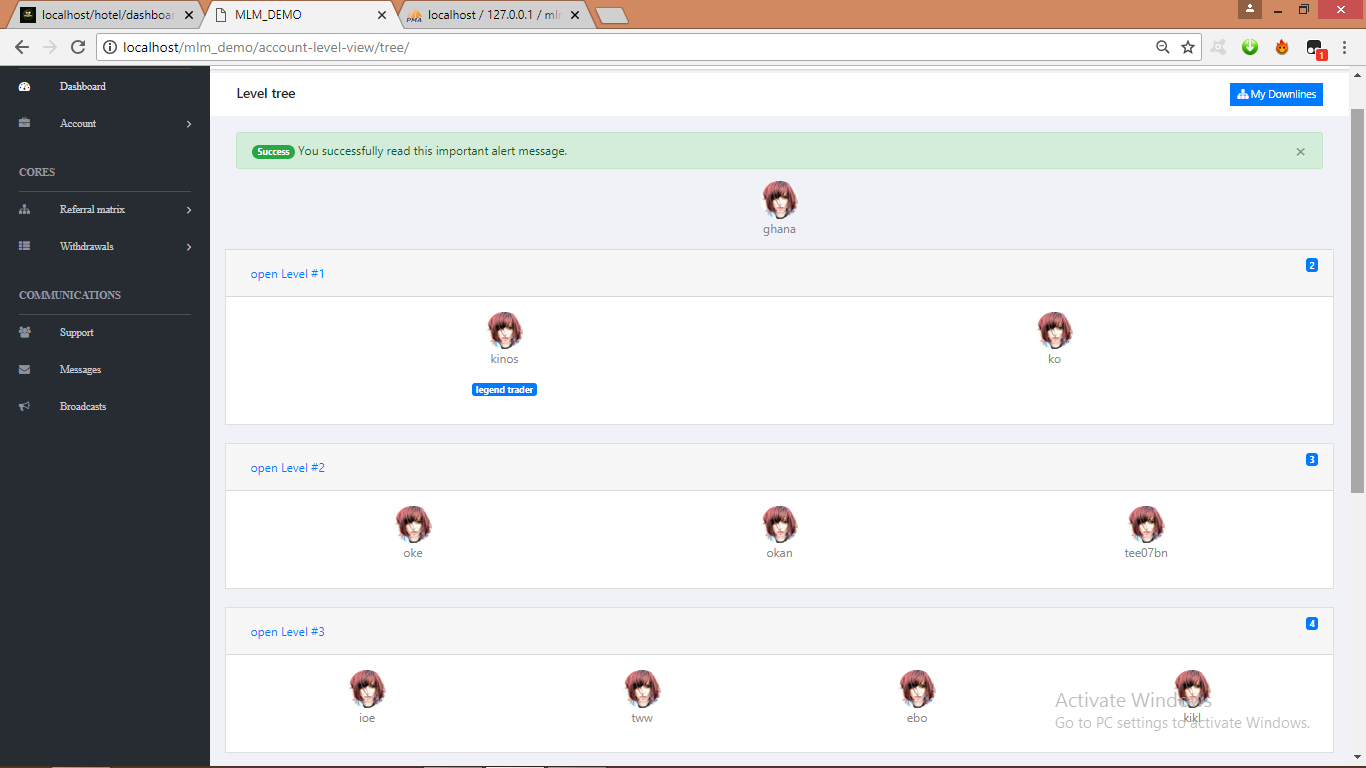 localhost/hotel/dashboar
MLM_DEMO
localhost / 127.0.0.1 / mlm
localhost/mlm_demo/account-level-view/tree/
1
Dashboard
Account
CORES
Referral matrix
Withdrawals
COMMUNICATIONS
Support
Messages
Broadcasts
Level tree
My Downlines
Success You successfully read this important alert message.
ghana
open Level #1
2
kinos
ko
legend trader
open Level #2
3
oke
okan
tee07bn
open Level #3
4
ioe
tww
ebo
kikl
Activate Windows
Go to PC settings to activate Windows.